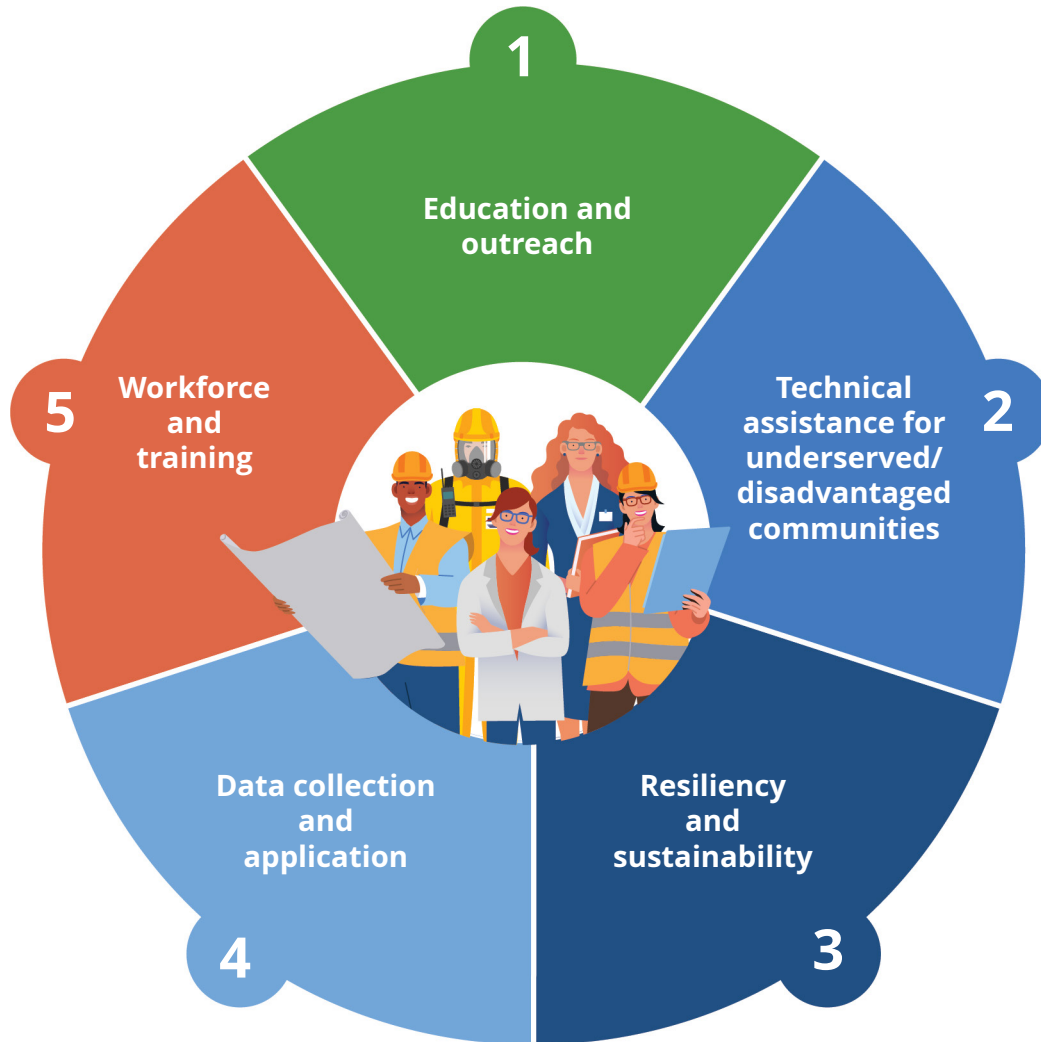 1
Education and
outreach
2
Technical
assistance for
underserved/
disadvantaged
communities
3
Resiliency
and
sustainability
4
Data collection
and
application
5
Workforce
and
training